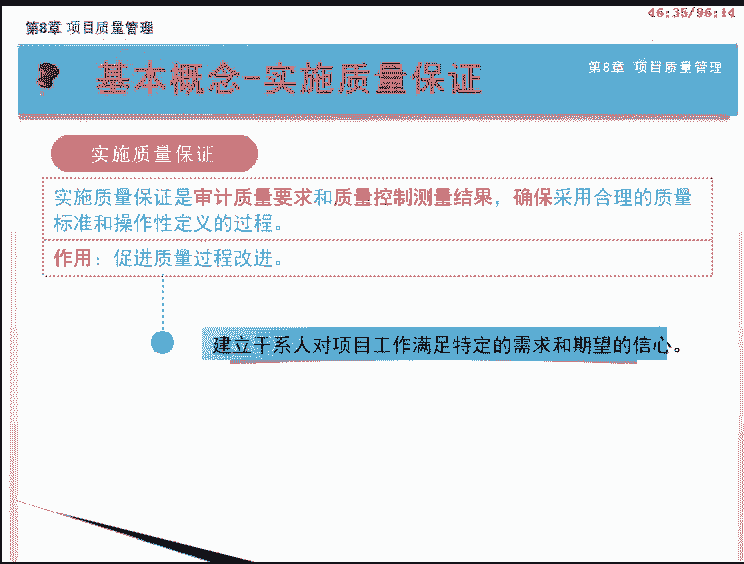 46:35/96:14
第8章 项目质量管理
基本概念-实施质量保证
第8章 项目质量管理
实施质量保证
实施质量保证是审计质量要求和质量控制测量结果，确保采用合理的质量
标准和操作性定义的过程。
作用：促进质量过程改进。
建立干系人对项目工作满足特定的需求和期望的信心。